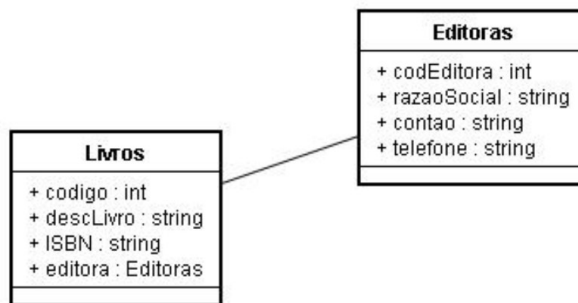 Editoras
+ codEditora : int
+ razaoSocial : string
+ contao : string
+ telefone : string
Livros
+ codigo : int
+ descLivro : string
+ ISBN : string
+ editora : Editoras